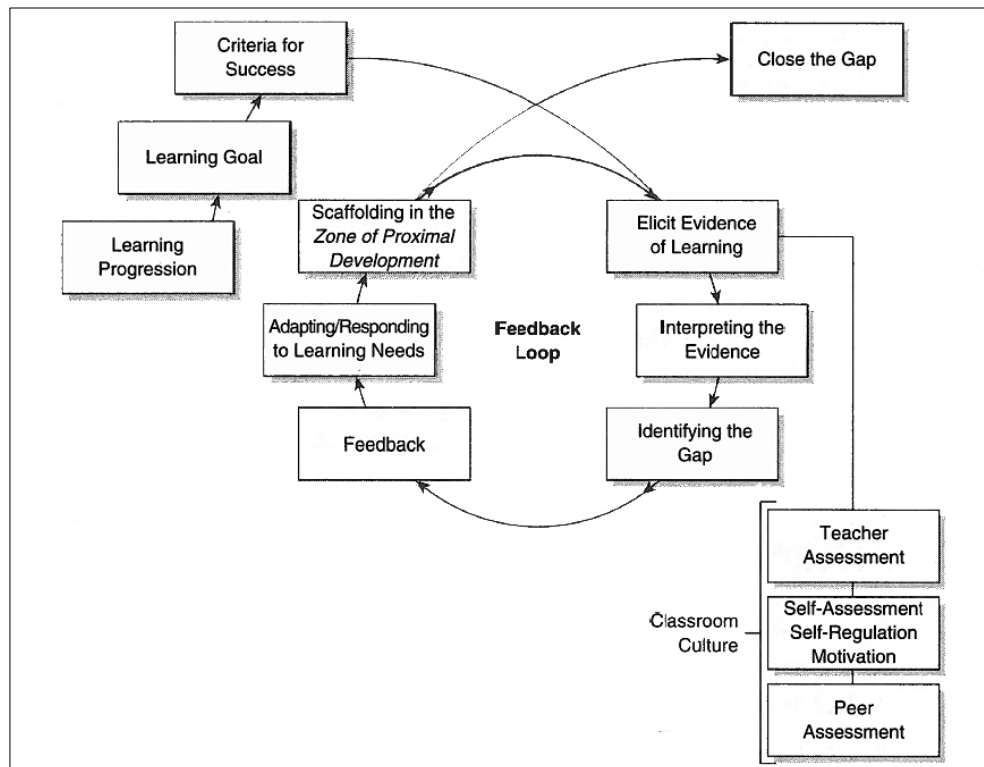 Criteria for
Success
Close the Gap
Learning Goal
Learning
Progression
Scaffolding in the
Zone of Proximal
Development
Elicit Evidence
of Learning
Adapting/Responding
to Learning Needs
Feedback
Loop
Interpreting the
Evidence
Feedback
Identifying the
Gap
Teacher
Assessment
Classroom
Culture
Self-Assessment
Self-Regulation
Motivation
Peer
Assessment